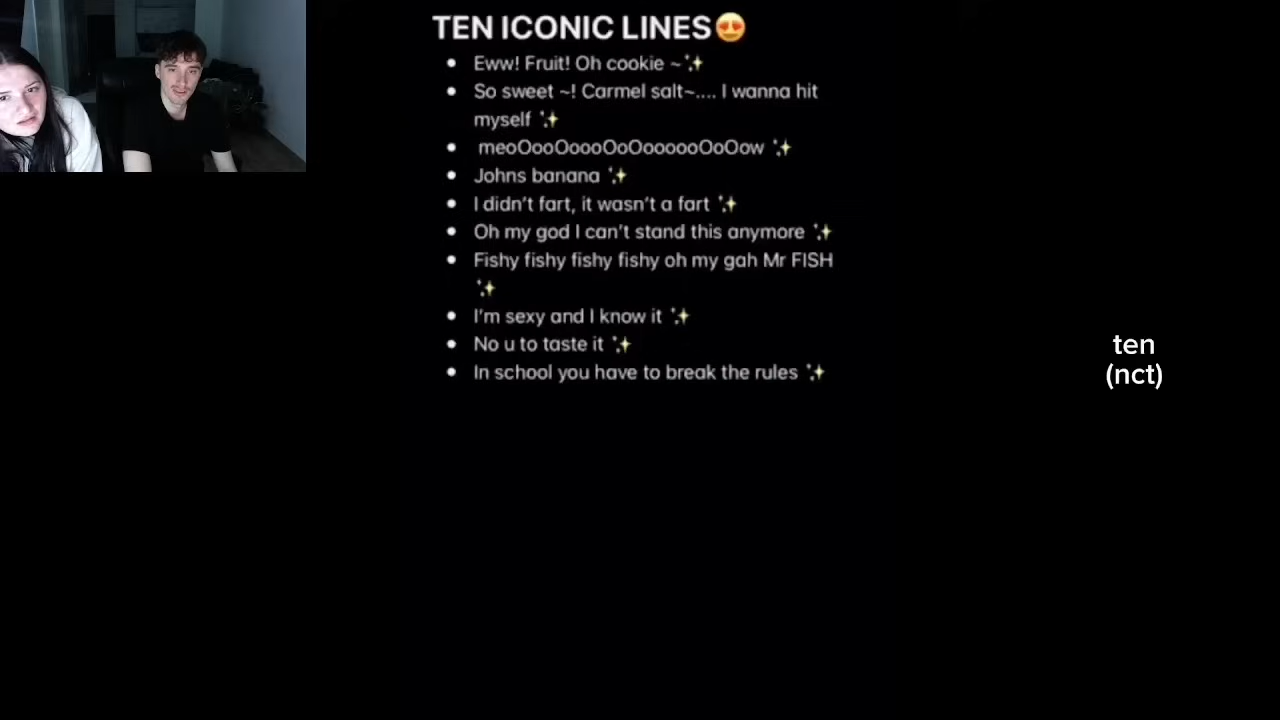 TEN ICONIC LINES😍
• Eww! Fruit! Oh cookie ~✨
• So sweet ~! Carmel salt~.... I wanna hit
myself ✨
• meoOooOoooOoOoooooOoOow ✨
• Johns banana ✨
• I didn't fart, it wasn't a fart ✨
• Oh my god I can't stand this anymore ✨
• Fishy fishy fishy fishy oh my gah Mr FISH
✨
• I'm sexy and I know it ✨
• No u to taste it ✨
• In school you have to break the rules ✨
ten
(nct)